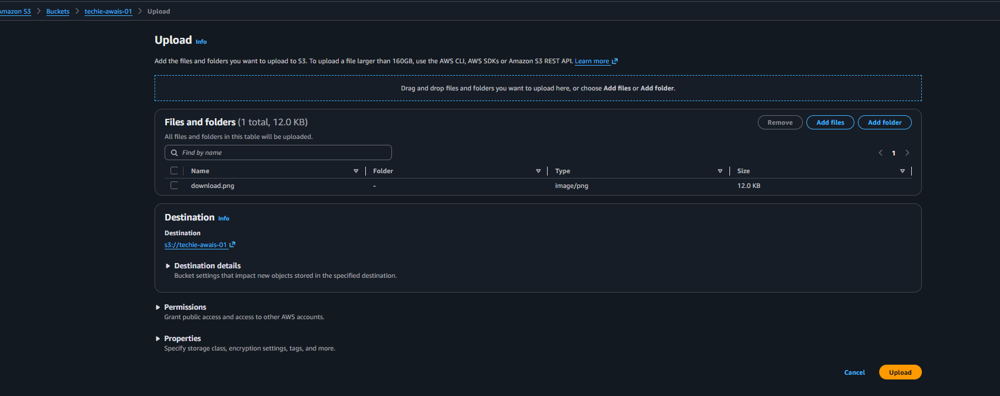 Amazon S3 > Buckets > techie-awais-01 > Upload
Upload Info
Add the files and folders you want to upload to S3. To upload a file larger than 160GB, use the AWS CLI, AWS SDKs or Amazon S3 REST API. Learn more
Drag and drop files and folders you want to upload here, or choose Add files or Add folder.
Files and folders (1 total, 12.0 KB)
Remove Add files Add folder
All files and folders in this table will be uploaded.
Find by name
1
Name Folder Type Size
download.png - image/png 12.0 KB
Destination Info
Destination
s3://techie-awais-01
Destination details
Bucket settings that impact new objects stored in the specified destination.
Permissions
Grant public access and access to other AWS accounts.
Properties
Specify storage class, encryption settings, tags, and more.
Cancel Upload